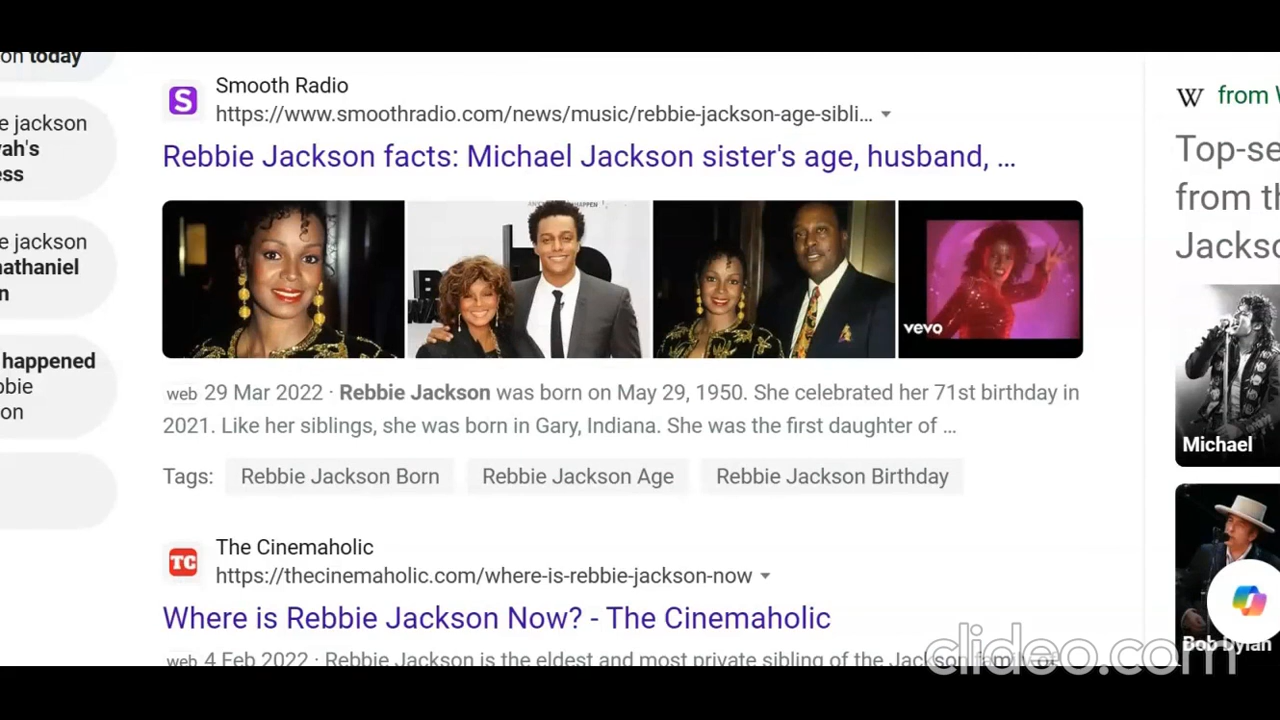 on today
e jackson
ah's
ess
e jackson
nathaniel
n
happened
bie
on
Smooth Radio
https://www.smoothradio.com/news/music/rebbie-jackson-age-sibli...
Rebbie Jackson facts: Michael Jackson sister's age, husband, ...
vevo
web 29 Mar 2022 · Rebbie Jackson was born on May 29, 1950. She celebrated her 71st birthday in
2021. Like her siblings, she was born in Gary, Indiana. She was the first daughter of ...
Tags: Rebbie Jackson Born Rebbie Jackson Age Rebbie Jackson Birthday
TC
The Cinemaholic
https://thecinemaholic.com/where-is-rebbie-jackson-now
Where is Rebbie Jackson Now? - The Cinemaholic
web 4 Feb 2022 · Rebbie Jackson is the eldest and most private sibling of the Jackson family of
W from W
Top-se
from th
Jackso
Michael
Bob Dylan
clideo.com